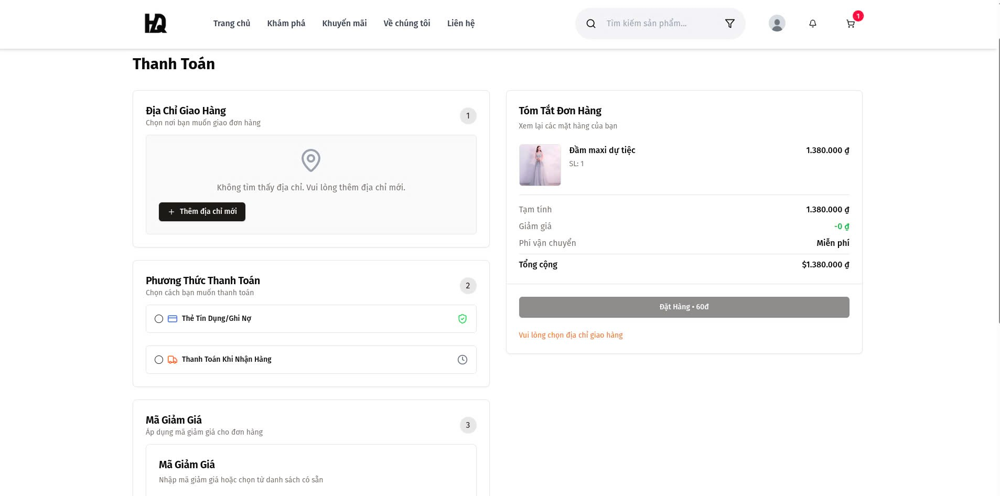 HQ
Trang chủ Khám phá Khuyến mãi Về chúng tôi Liên hệ
Tìm kiếm sản phẩm...
1
Thanh Toán
Địa Chỉ Giao Hàng
Chọn nơi bạn muốn giao đơn hàng
1
Không tìm thấy địa chỉ. Vui lòng thêm địa chỉ mới.
+ Thêm địa chỉ mới
Phương Thức Thanh Toán
Chọn cách bạn muốn thanh toán
2
Thẻ Tín Dụng/Ghi Nợ
Thanh Toán Khi Nhận Hàng
Mã Giảm Giá
Áp dụng mã giảm giá cho đơn hàng
3
Mã Giảm Giá
Nhập mã giảm giá hoặc chọn từ danh sách có sẵn
Tóm Tắt Đơn Hàng
Xem lại các mặt hàng của bạn
Đầm maxi dự tiệc 1.380.000 ₫
SL: 1
Tạm tính 1.380.000 ₫
Giảm giá -0 ₫
Phí vận chuyển Miễn phí
Tổng cộng $1.380.000 ₫
Đặt Hàng • 60đ
Vui lòng chọn địa chỉ giao hàng